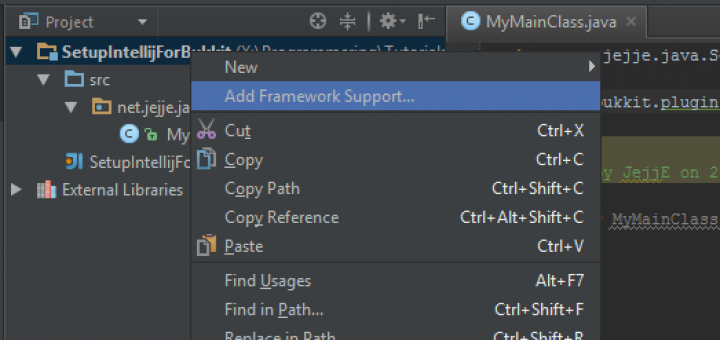 Project
MyMainClass.java
SetupIntellijForBukkit (X:\Programmering\Tutorials
New
Add Framework Support...
Cut Ctrl+X
Copy Ctrl+C
Copy Path Ctrl+Shift+C
Copy Reference Ctrl+Alt+Shift+C
Paste Ctrl+V
Find Usages Alt+F7
Find in Path... Ctrl+Shift+F
Replace in Path Ctrl+Shift+R
src
net.jejje.ja
My
SetupIntellijFo
External Libraries
jejje.java.S
ukkit.plugin
y JejjE on 2
MyMainClass